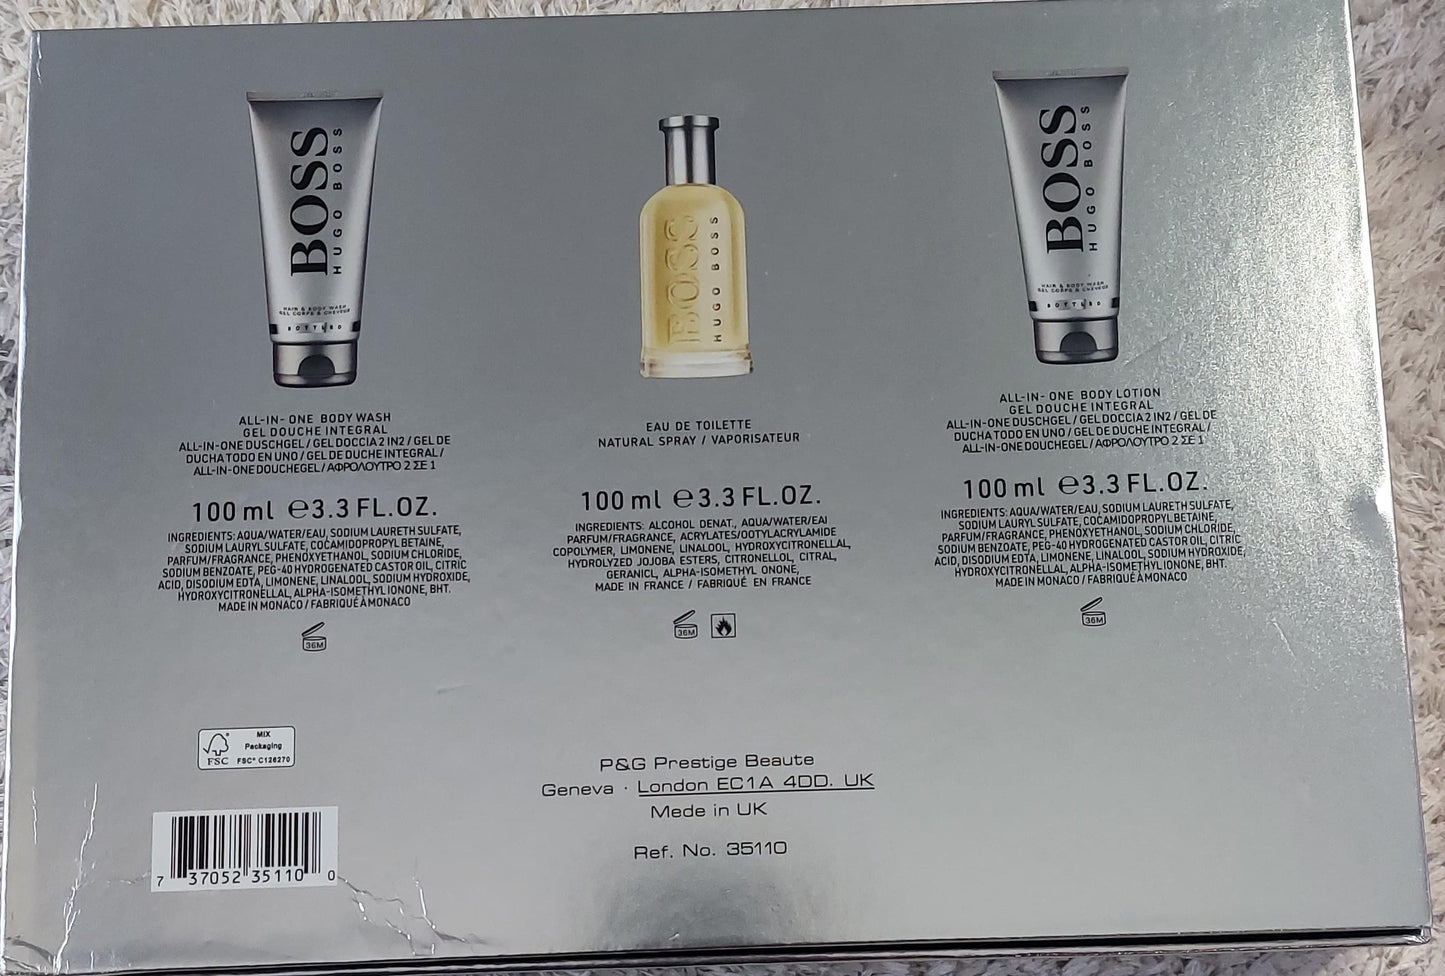 BOSS
HUGO BOSS
HAIR & BODY WASH
GEL CORPS & CHEVEUX
BOTTLED
ALL-IN- ONE BODY WASH
GEL DOUCHE INTEGRAL
ALL-IN-ONE DUSCHGEL / GEL DOCCIA 2 IN2 / GEL DE
DUCHA TODO EN UNO / GEL DE DUCHE INTEGRAL /
ALL-IN-ONE DOUCHEGEL / ΑΦΡΟΛΟΥΤΡΟ 2 ΣΕ 1
100 ml ℮3.3 FL.OZ.
INGREDIENTS: AQUA/WATER/EAU, SODIUM LAURETH SULFATE,
SODIUM LAURYL SULFATE, COCAMIDOPROPYL BETAINE,
PARFUM/FRAGRANCE, PHENOXYETHANOL, SODIUM CHLORIDE,
SODIUM BENZOATE, PEG-40 HYDROGENATED CASTOR OIL, CITRIC
ACID, DISODIUM EDTA, LIMONENE, LINALOOL, SODIUM HYDROXIDE,
HYDROXYCITRONELLAL, ALPHA-ISOMETHYL IONONE, BHT.
MADE IN MONACO / FABRIQUÉ À MONACO
36M
BOSS
HUGO BOSS
EAU DE TOILETTE
NATURAL SPRAY / VAPORISATEUR
100 ml ℮3.3 FL.OZ.
INGREDIENTS: ALCOHOL DENAT., AQUA/WATER/EAI
PARFUM/FRAGRANCE, ACRYLATES/OOTYLACRYLAMIDE
COPOLYMER, LIMONENE, LINALOOL, HYDROXYCITRONELLAL,
HYDROLYZED JOJOBA ESTERS, CITRONELLOL, CITRAL,
GERANICL, ALPHA-ISOMETHYL ONONE,
MADE IN FRANCE / FABRIQUÉ EN FRANCE
36M
BOSS
HUGO BOSS
HAIR & BODY WASH
GEL CORPS & CHEVEUX
BOTTLED
ALL-IN- ONE BODY LOTION
GEL DOUCHE INTEGRAL
ALL-IN-ONE DUSCHGEL / GEL DOCCIA 2 IN2 / GEL DE
DUCHA TODO EN UNO / GEL DE DUCHE INTEGRAL /
ALL-IN-ONE DOUCHEGEL / ΑΦΡΟΛΟΥΤΡΟ 2 ΣΕ 1
100 ml ℮3.3 FL.OZ.
INGREDIENTS: AQUA/WATER/EAU, SODIUM LAURETH SULFATE,
SODIUM LAURYL SULFATE, COCAMIDOPROPYL BETAINE,
PARFUM/FRAGRANCE, PHENOXYETHANOL, SODIUM CHLORIDE,
SODIUM BENZOATE, PEG-40 HYDROGENATED CASTOR OIL, CITRIC
ACID, DISODIUM EDTA, LIMONENE, LINALOOL, SODIUM HYDROXIDE,
HYDROXYCITRONELLAL, ALPHA-ISOMETHYL IONONE, BHT.
MADE IN MONACO / FABRIQUÉ À MONACO
36M
FSC
MIX
Packaging
FSC® C126270
P&G Prestige Beaute
Geneva · London EC1A 4DD. UK
Mede in UK
Ref. No. 35110
7 37052 35110 0